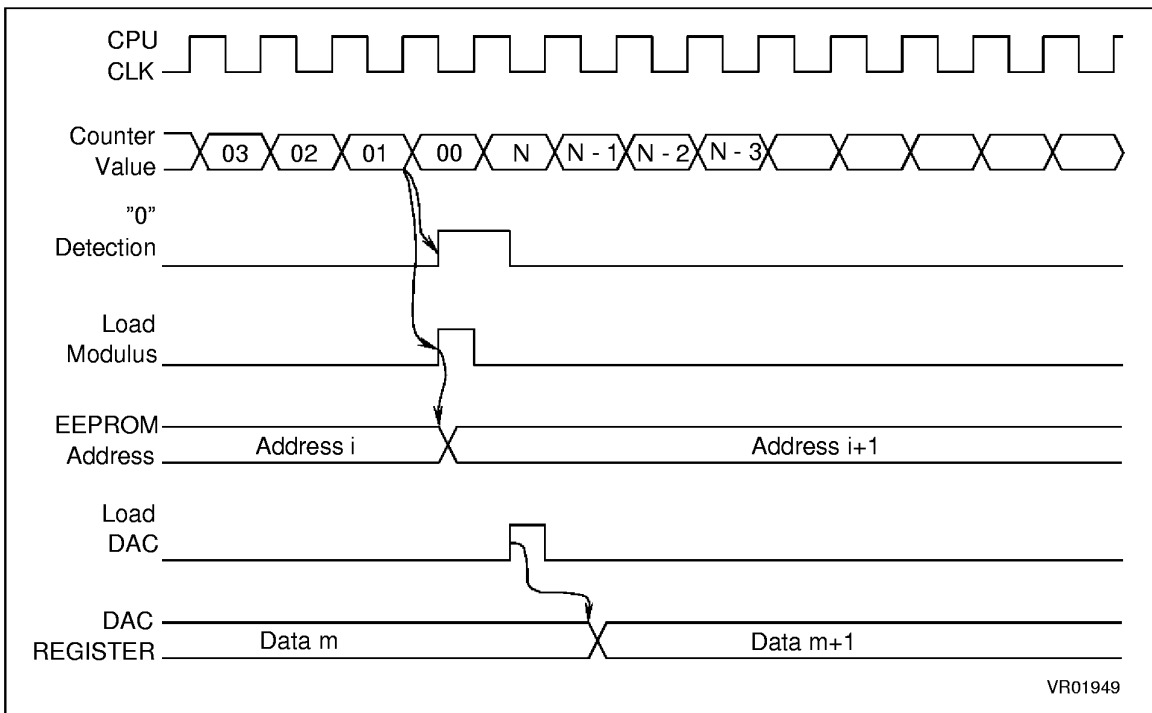 CPU
CLK
Counter
Value
03 02 01 00 N N - 1 N - 2 N - 3
”0”
Detection
Load
Modulus
EEPROM
Address
Address i Address i+1
Load
DAC
DAC
REGISTER
Data m Data m+1
VR01949